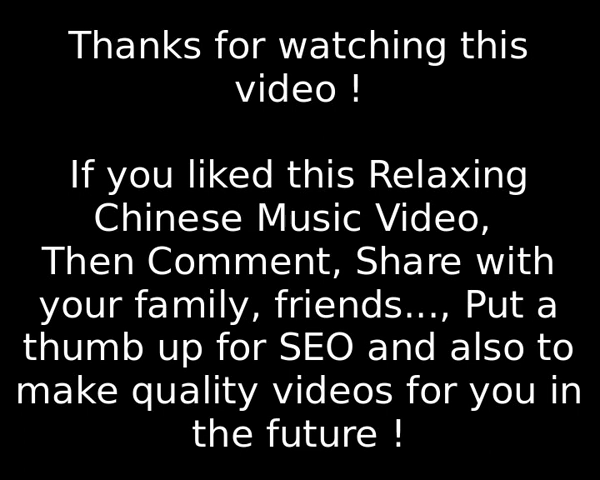 Thanks for watching this
video !
If you liked this Relaxing
Chinese Music Video,
Then Comment, Share with
your family, friends..., Put a
thumb up for SEO and also to
make quality videos for you in
the future !